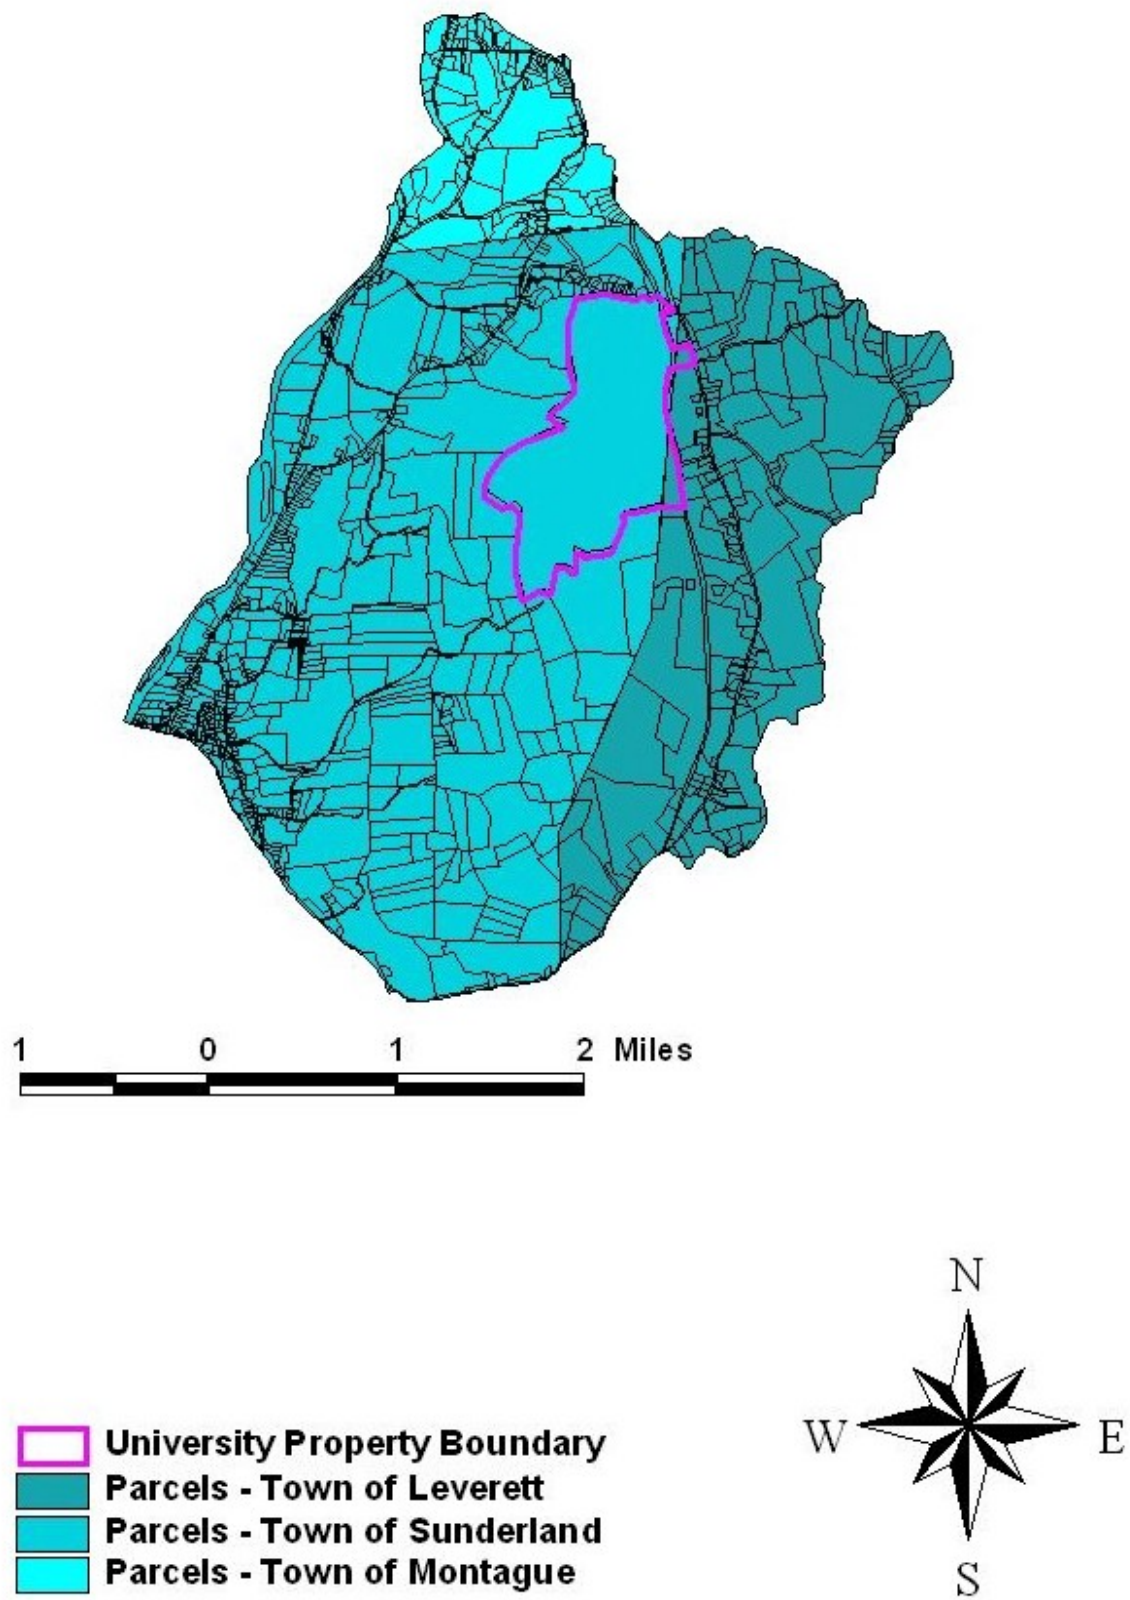 1 0 1 2 Miles
N
W E
S
University Property Boundary
Parcels - Town of Leverett
Parcels - Town of Sunderland
Parcels - Town of Montague